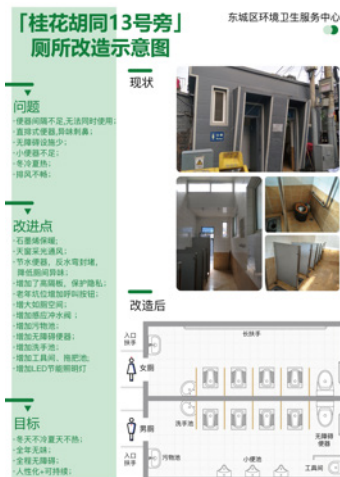 「桂花胡同13号旁」
厕所改造示意图
东城区环境卫生服务中心
问题
·便器间隔不足,无法同时使用;
·直排式便器,异味刺鼻;
·无障碍设施少;
·小便器不足;
·冬冷夏热;
·排风不畅;
改进点
·石墨烯保暖;
·天窗采光通风;
·节水便器、反水弯封堵,
降低厕间异味;
·增加了高隔板,保护隐私;
·老年坑位增加呼叫按钮;
·增大如厕空间;
·增加感应冲水阀;
·增加污物池;
·增加无障碍便器;
·增加洗手池;
·增加工具间、拖把池;
·增加LED节能照明灯
目标
·冬天不冷夏天不热;
·全年无味;
·全程无障碍;
·人性化+可持续;
现状
改造后
入口
扶手
长扶手
女厕
洗手池
男厕
无障碍
便器
入口
扶手
污物池
小便池
工具间